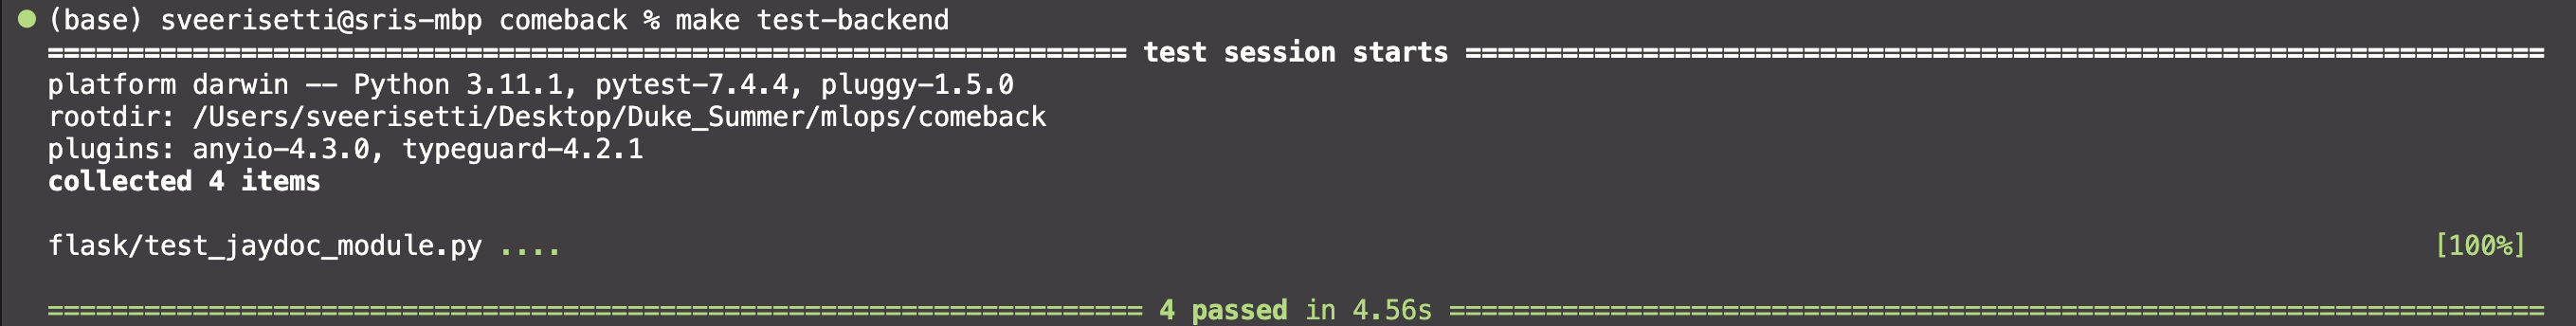 (base) sveerisetti@sris-mbp comeback % make test-backend
=================================================================== test session starts ===================================================================
platform darwin -- Python 3.11.1, pytest-7.4.4, pluggy-1.5.0
rootdir: /Users/sveerisetti/Desktop/Duke_Summer/mlops/comeback
plugins: anyio-4.3.0, typeguard-4.2.1
collected 4 items
flask/test_jaydoc_module.py .... [100%]
==================================================================== 4 passed in 4.56s ====================================================================